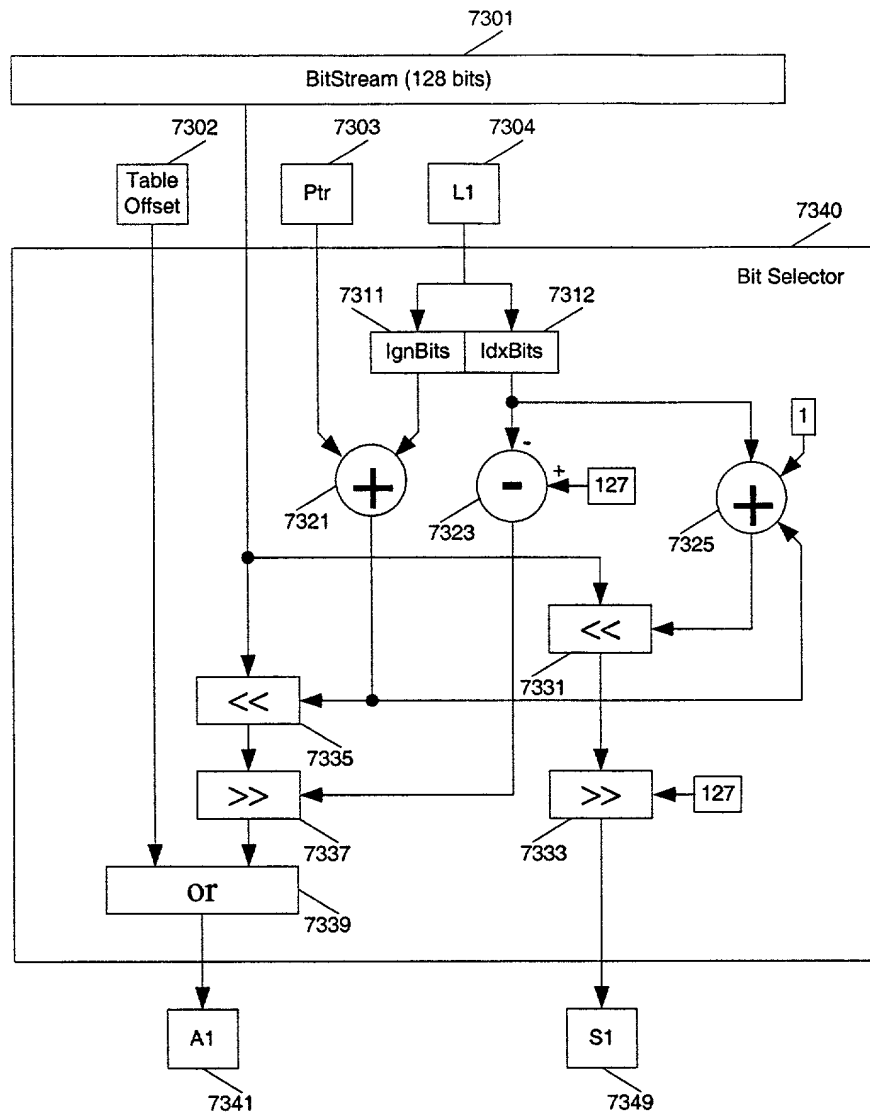 7301
BitStream (128 bits)
7302
7303
7304
Table
Offset
Ptr
L1
7340
Bit Selector
7311
7312
IgnBits
IdxBits
1
-
+
+
-
127
+
7321
7323
7325
<<
7331
<<
7335
>>
>>
127
7337
7333
or
7339
A1
S1
7341
7349